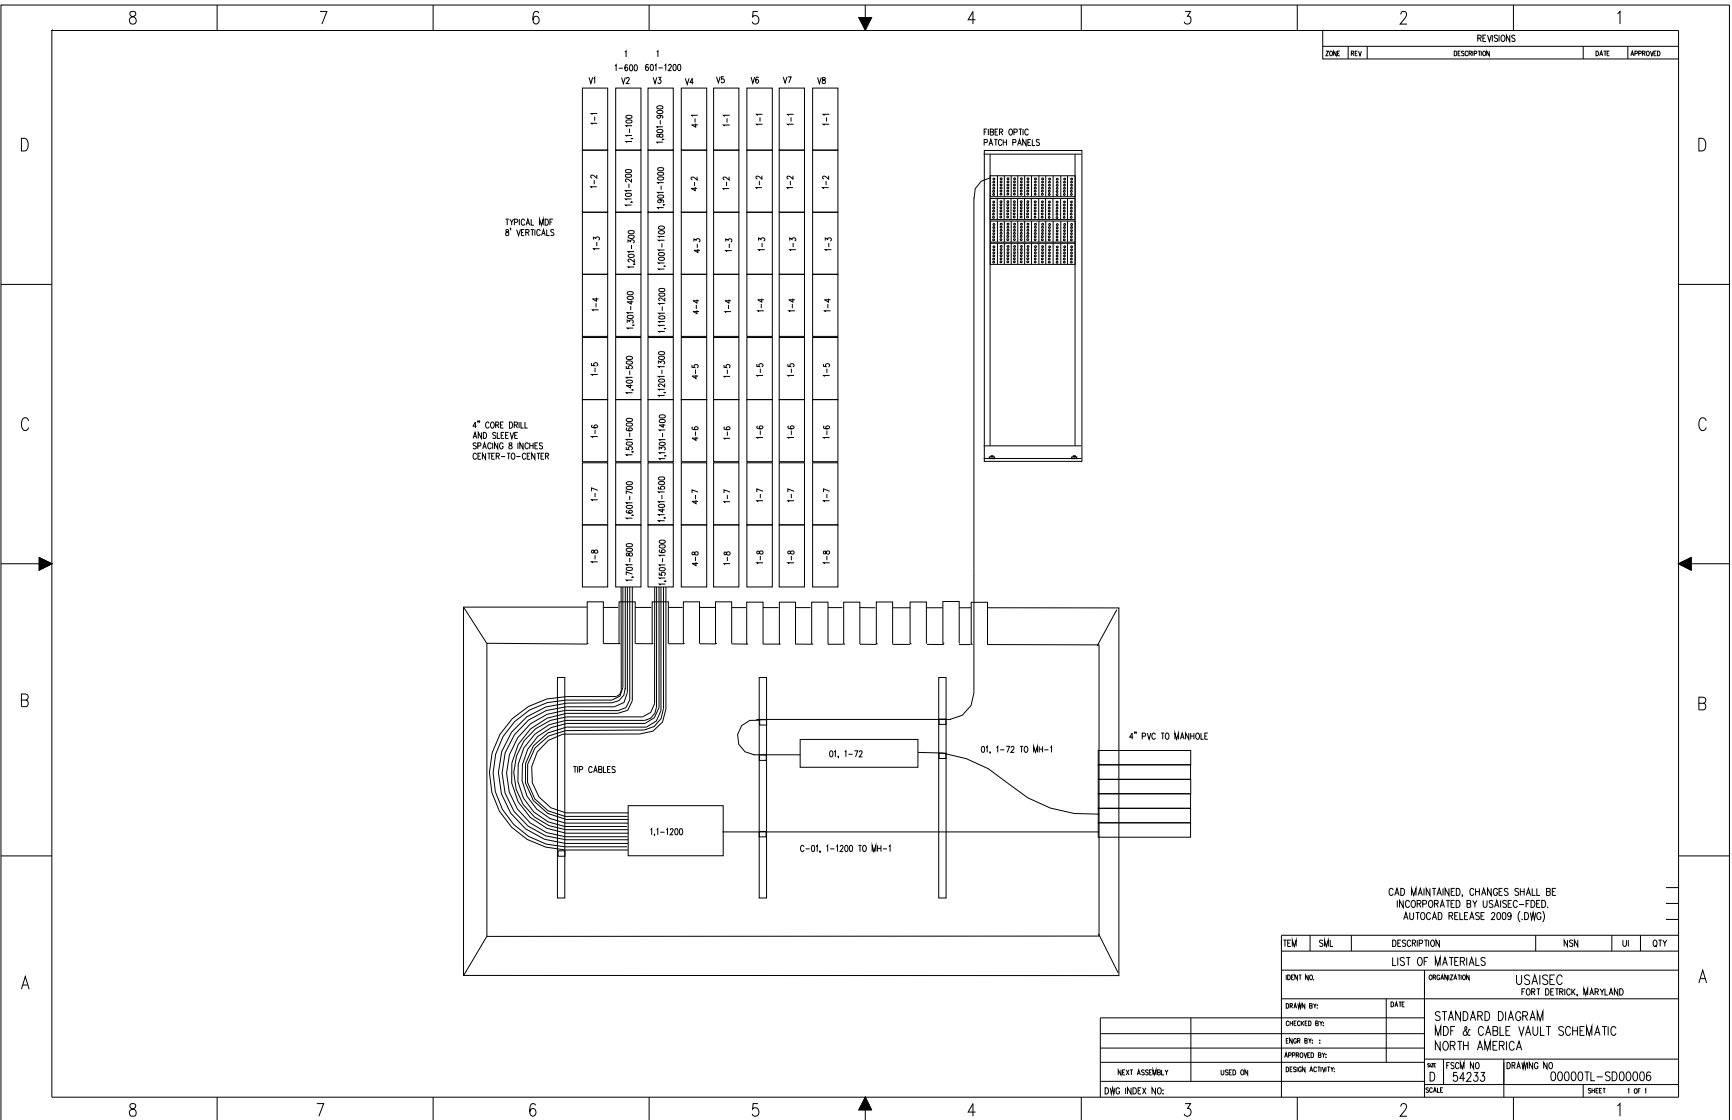 8 7 6 5 4 3 2 1
REVISIONS
ZONE REV DESCRIPTION DATE APPROVED
1 1
1-600 601-1200
V1 V2 V3 V4 V5 V6 V7 V8
1-1 1,1-100 1,801-900 4-1 1-1 1-1 1-1 1-1
FIBER OPTIC
PATCH PANELS
D D
1-2 1,101-200 1,901-1000 4-2 1-2 1-2 1-2 1-2
TYPICAL MDF
8' VERTICALS
1-3 1,201-300 1,1001-1100 4-3 1-3 1-3 1-3 1-3
1-4 1,301-400 1,1101-1200 4-4 1-4 1-4 1-4 1-4
1-5 1,401-500 1,1201-1300 4-5 1-5 1-5 1-5 1-5
C C
4" CORE DRILL
AND SLEEVE
SPACING 8 INCHES
CENTER-TO-CENTER
1-6 1,501-600 1,1301-1400 4-6 1-6 1-6 1-6 1-6
1-7 1,601-700 1,1401-1500 4-7 1-7 1-7 1-7 1-7
1-8 1,701-800 1,1501-1600 4-8 1-8 1-8 1-8 1-8
B B
4" PVC TO MANHOLE
01, 1-72
01, 1-72 TO MH-1
TIP CABLES
1,1-1200
C-01, 1-1200 TO MH-1
CAD MAINTAINED, CHANGES SHALL BE
INCORPORATED BY USAISEC-FDED.
AUTOCAD RELEASE 2009 (.DWG)
TEM SML DESCRIPTION NSN UI QTY
LIST OF MATERIALS
A A
IDENT NO.
ORGANIZATION USAISEC
FORT DETRICK, MARYLAND
DRAWN BY: DATE
CHECKED BY:
ENGR BY: :
APPROVED BY:
DESIGN ACTIVITY:
STANDARD DIAGRAM
MDF & CABLE VAULT SCHEMATIC
NORTH AMERICA
NEXT ASSEMBLY USED ON
DWG INDEX NO:
SIZE FSCM NO DRAWING NO
D 54233 00000TL-SD00006
SCALE SHEET 1 OF 1
8 7 6 5 4 3 2 1